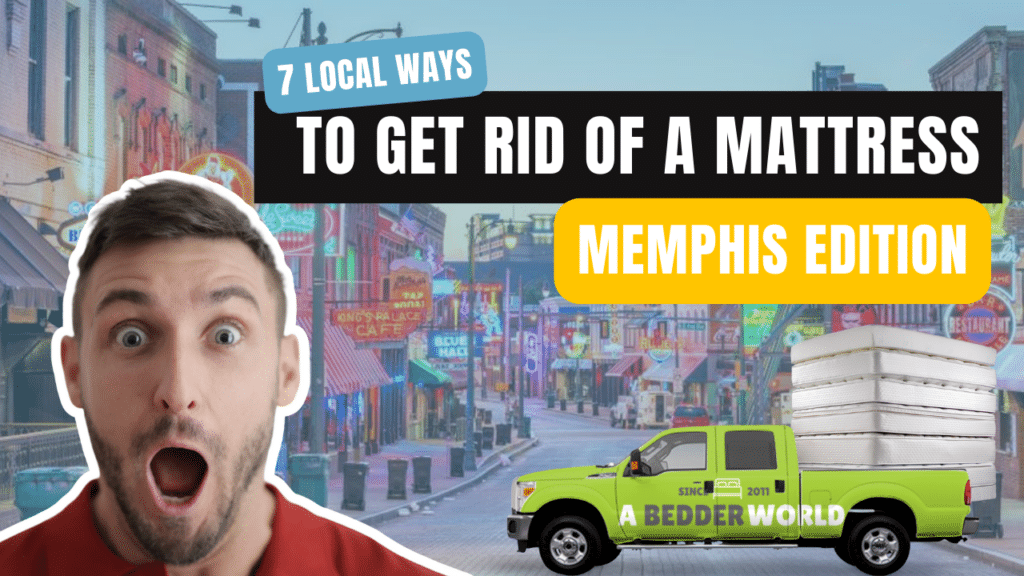 7 LOCAL WAYS
TO GET RID OF A MATTRESS
MEMPHIS EDITION
KING'S PALACE
CAFE
BLUES
HALL
RESTAURANT
SINCE 2011
A BEDDER WORLD